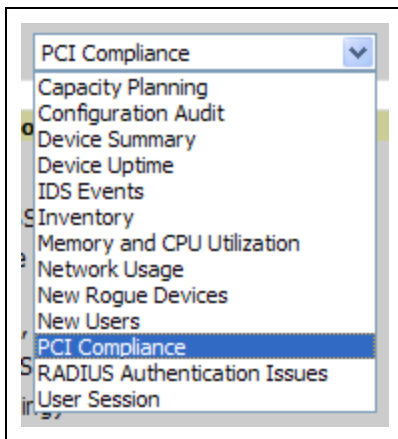 PCI Compliance
Capacity Planning
Configuration Audit
Device Summary
Device Uptime
IDS Events
Inventory
Memory and CPU Utilization
Network Usage
New Rogue Devices
New Users
PCI Compliance
RADIUS Authentication Issues
User Session